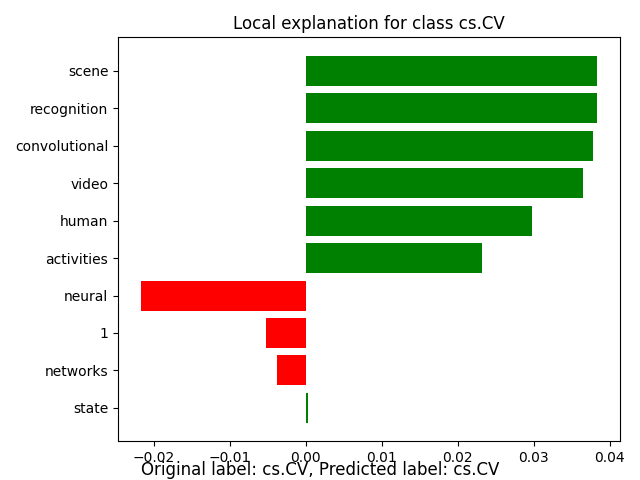 Local explanation for class cs.CV
scene
recognition
convolutional
video
human
activities
neural
1
networks
state
−0.02 −0.01 0.00 0.01 0.02 0.03 0.04
Original label: cs.CV, Predicted label: cs.CV